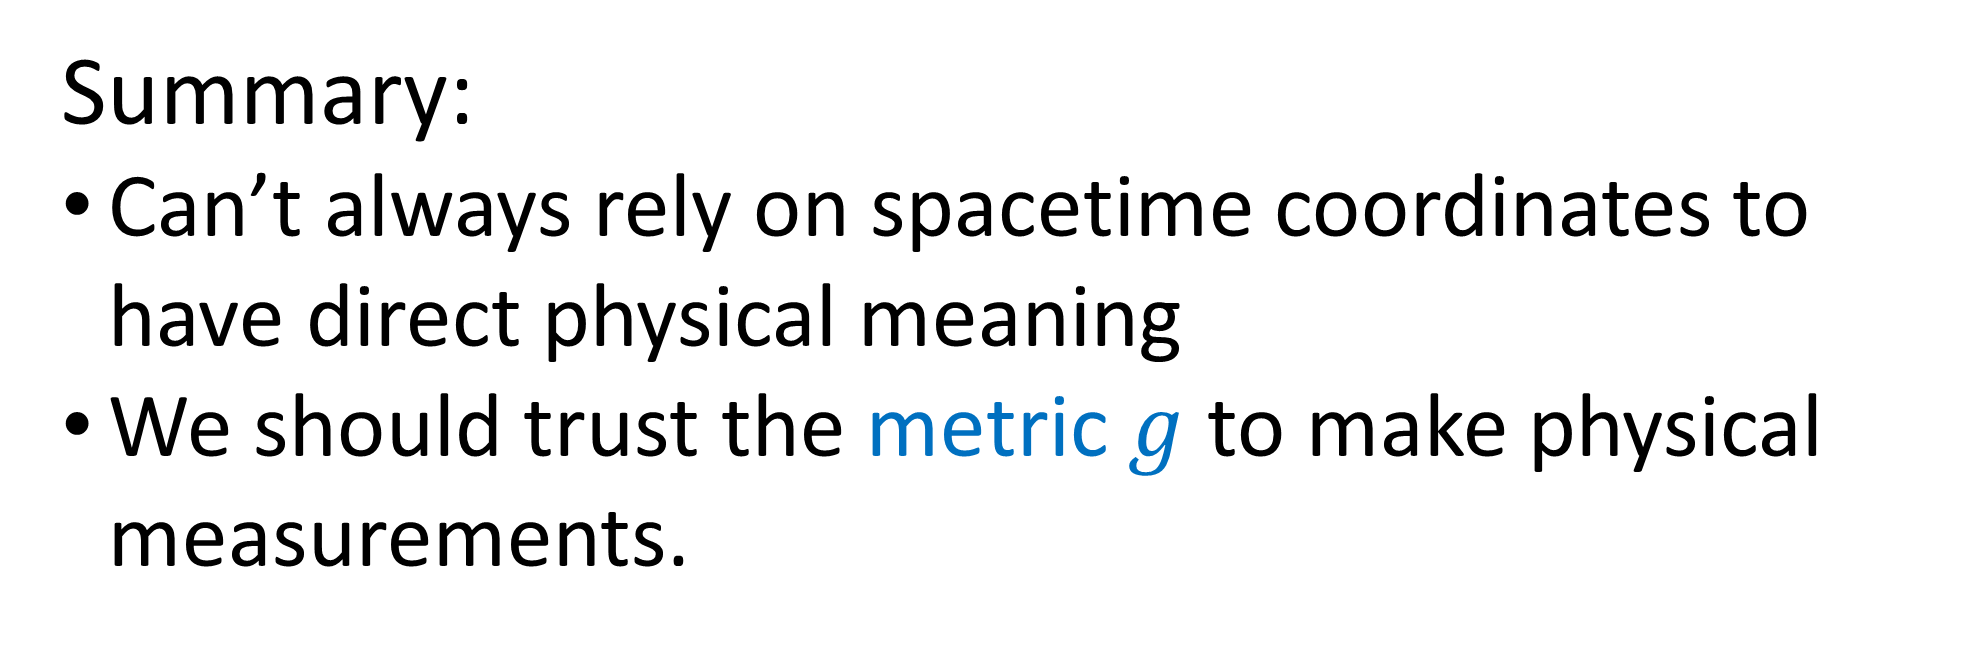 Summary:
• Can’t always rely on spacetime coordinates to
have direct physical meaning
• We should trust the metric g to make physical
measurements.